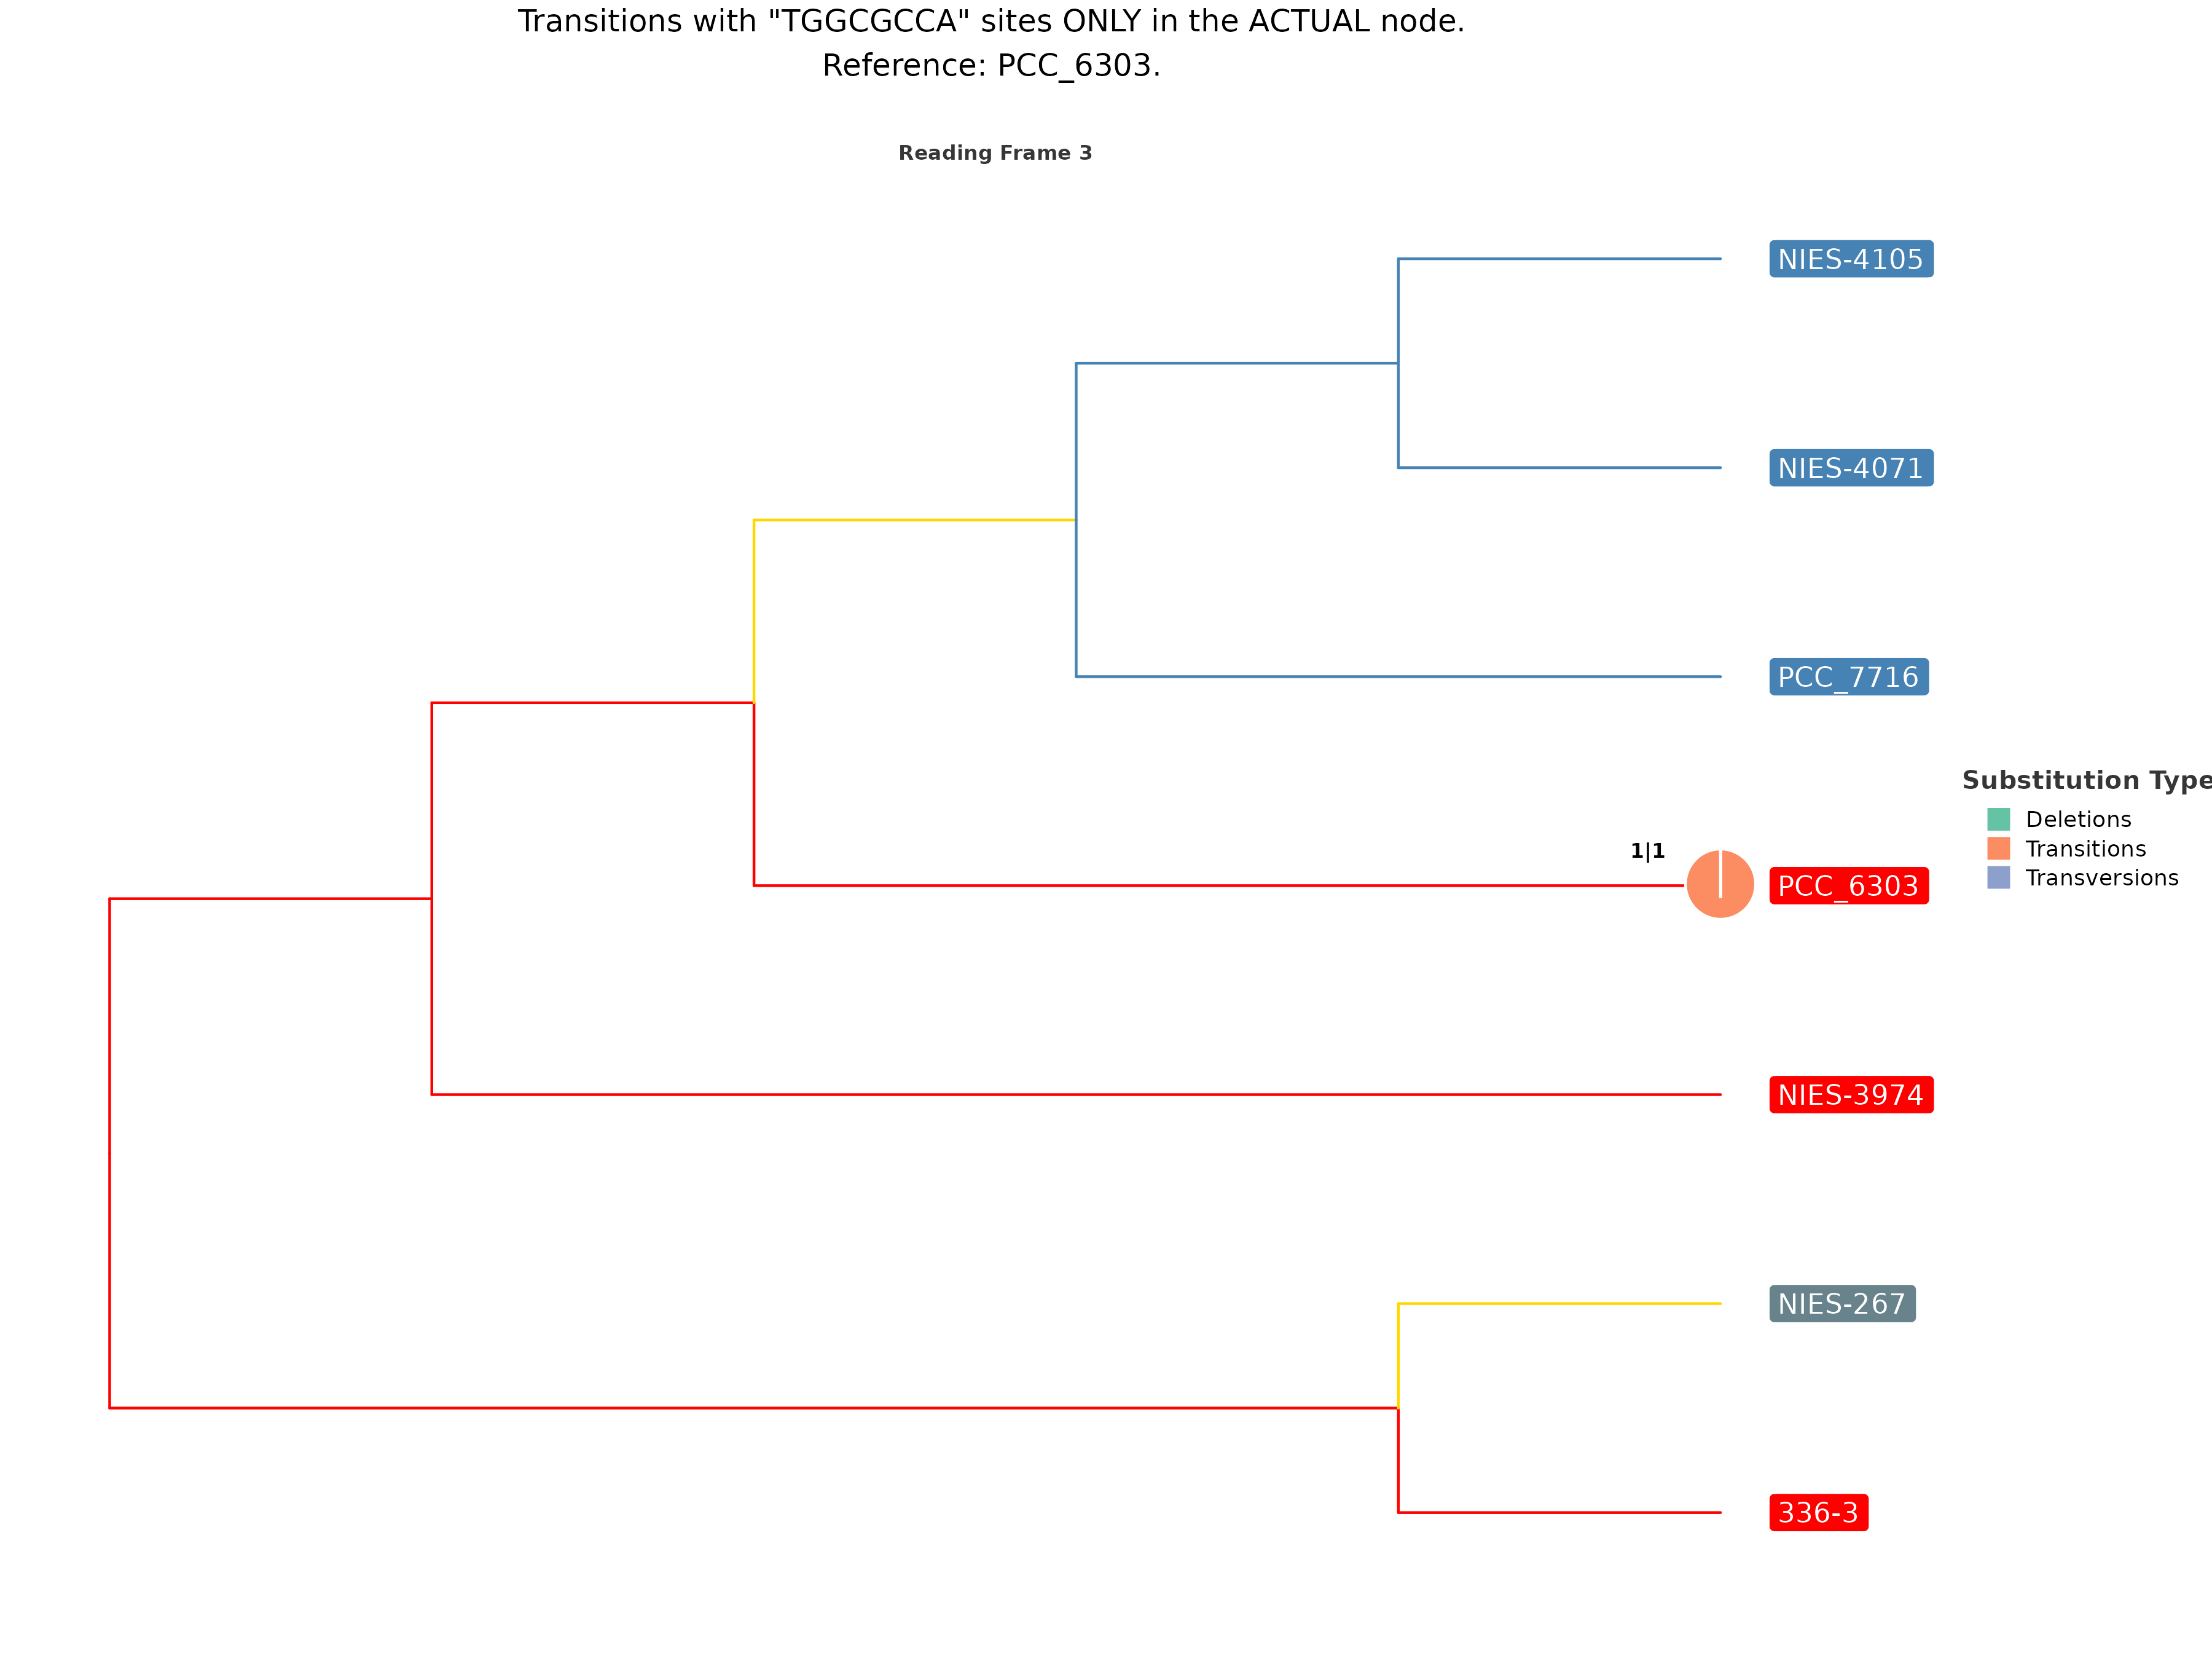 Transitions with "TGGCGCCA" sites ONLY in the ACTUAL node.
Reference: PCC_6303.
Reading Frame 3
NIES-4105
NIES-4071
PCC_7716
Substitution Type
Deletions
Transitions
Transversions
1|1
PCC_6303
NIES-3974
NIES-267
336-3